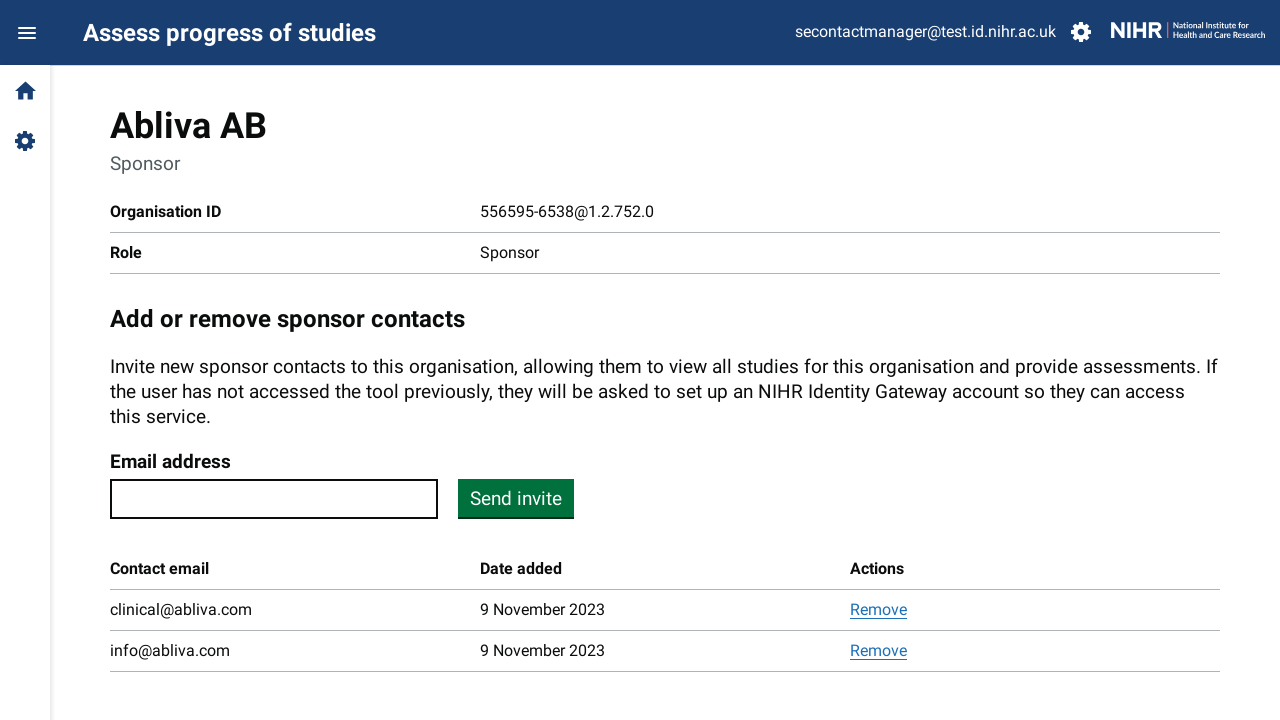 Assess progress of studies
secontactmanager@test.id.nihr.ac.uk
NIHR National Institute for
Health and Care Research
Abliva AB
Sponsor
Organisation ID 556595-6538@1.2.752.0
Role Sponsor
Add or remove sponsor contacts
Invite new sponsor contacts to this organisation, allowing them to view all studies for this organisation and provide assessments. If
the user has not accessed the tool previously, they will be asked to set up an NIHR Identity Gateway account so they can access
this service.
Email address
Send invite
Contact email Date added Actions
clinical@abliva.com 9 November 2023 Remove
info@abliva.com 9 November 2023 Remove